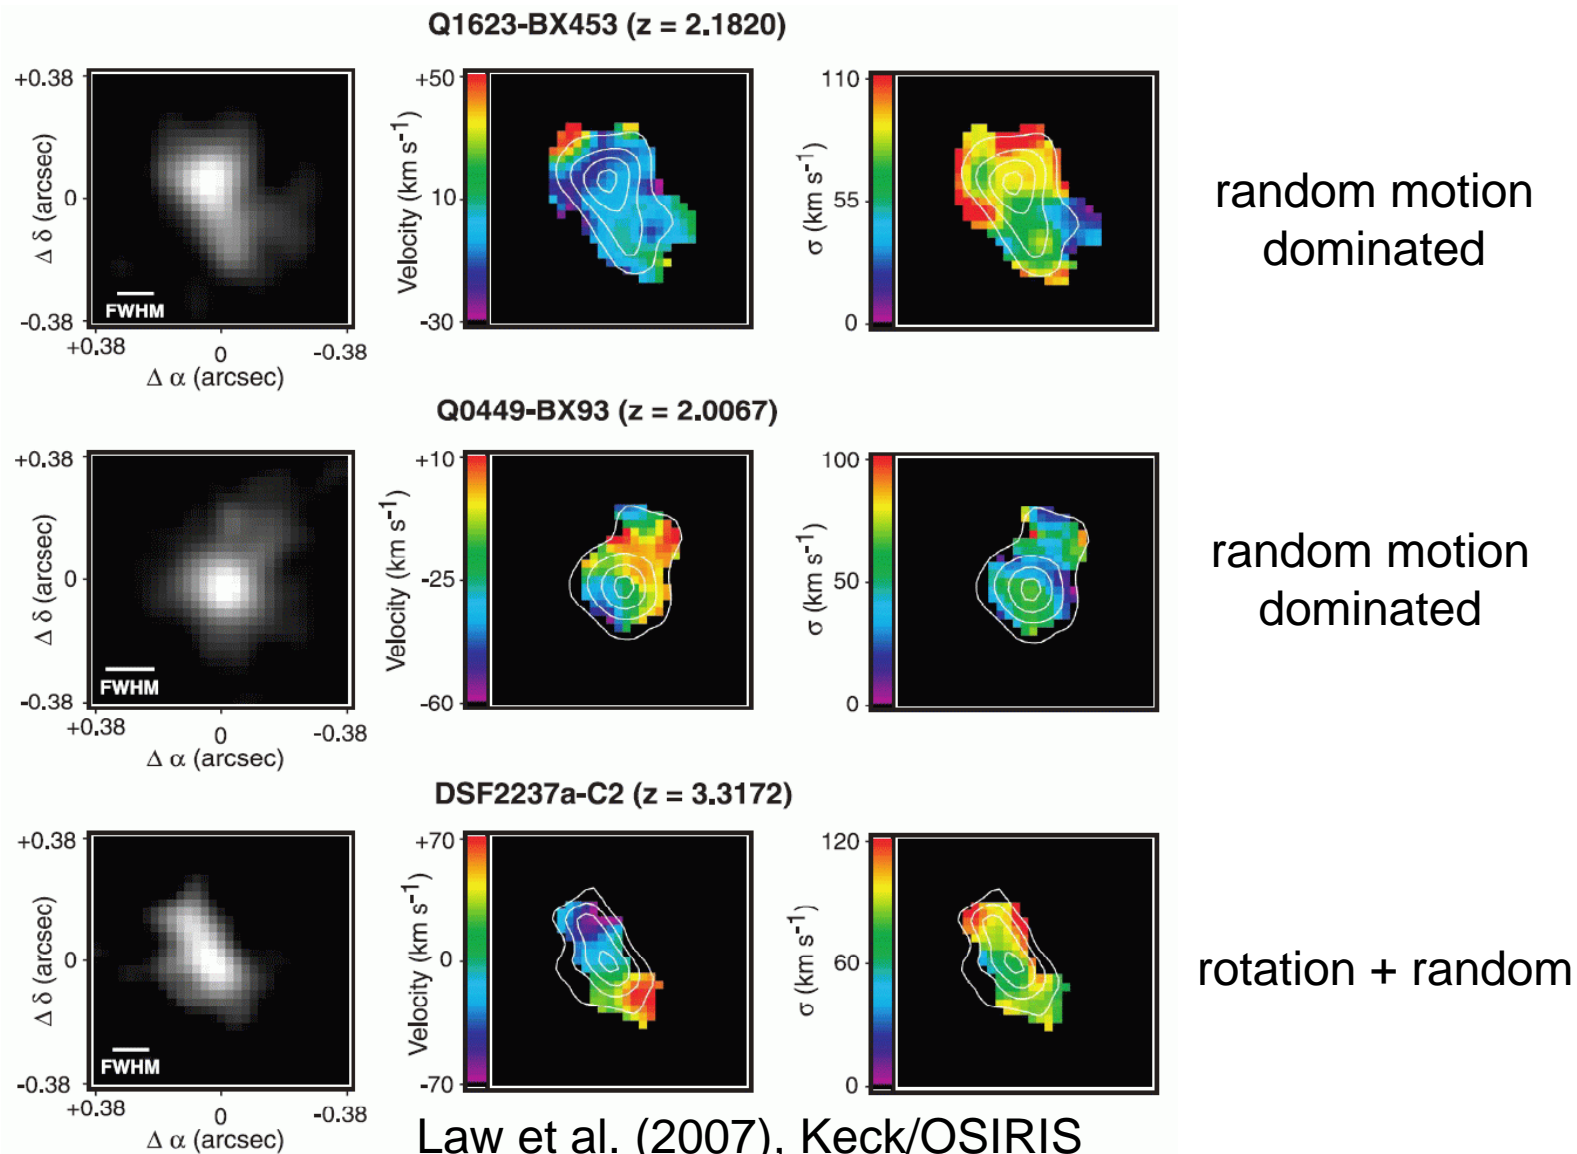 Q1623-BX453 (z = 2.1820)
+0.38
0
-0.38
Δ δ (arcsec)
FWHM
+0.38 0 -0.38
Δ α (arcsec)
+50
10
-30
Velocity (km s⁻¹)
110
55
0
σ (km s⁻¹)
random motion
dominated
Q0449-BX93 (z = 2.0067)
+0.38
0
-0.38
Δ δ (arcsec)
FWHM
+0.38 0 -0.38
Δ α (arcsec)
+10
-25
-60
Velocity (km s⁻¹)
100
50
0
σ (km s⁻¹)
random motion
dominated
DSF2237a-C2 (z = 3.3172)
+0.38
0
-0.38
Δ δ (arcsec)
FWHM
+0.38 0 -0.38
Δ α (arcsec)
+70
0
-70
Velocity (km s⁻¹)
120
60
0
σ (km s⁻¹)
rotation + random
Law et al. (2007), Keck/OSIRIS